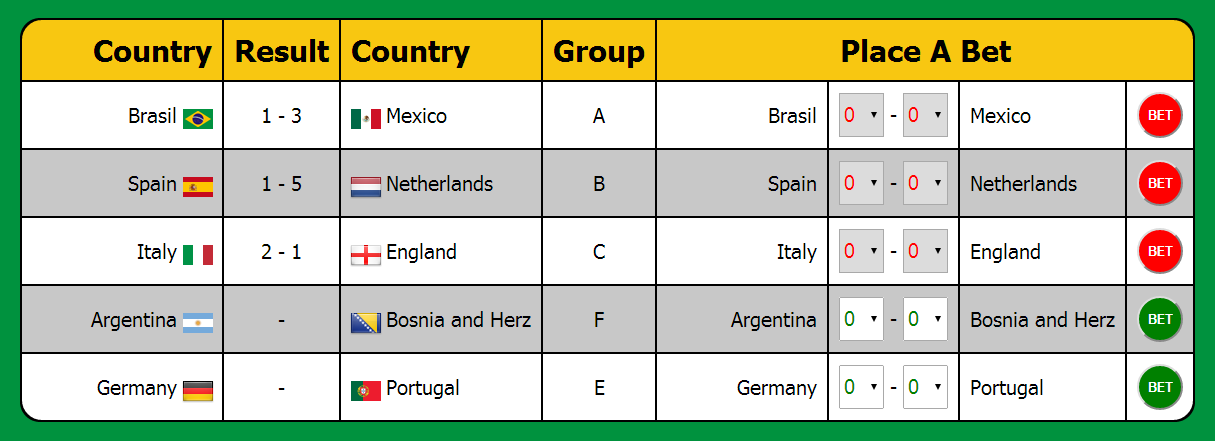 Country Result Country Group Place A Bet
Brasil 1 - 3 Mexico A Brasil 0 - 0 Mexico BET
Spain 1 - 5 Netherlands B Spain 0 - 0 Netherlands BET
Italy 2 - 1 England C Italy 0 - 0 England BET
Argentina - Bosnia and Herz F Argentina 0 - 0 Bosnia and Herz BET
Germany - Portugal E Germany 0 - 0 Portugal BET